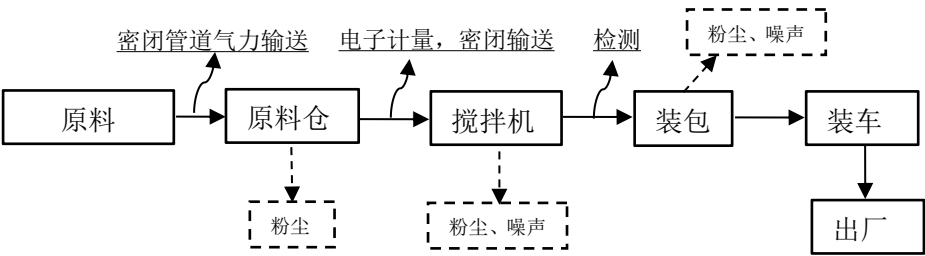 粉尘、噪声
密闭管道气力输送
电子计量，密闭输送
检测
原料
原料仓
搅拌机
装包
装车
粉尘
粉尘、噪声
出厂